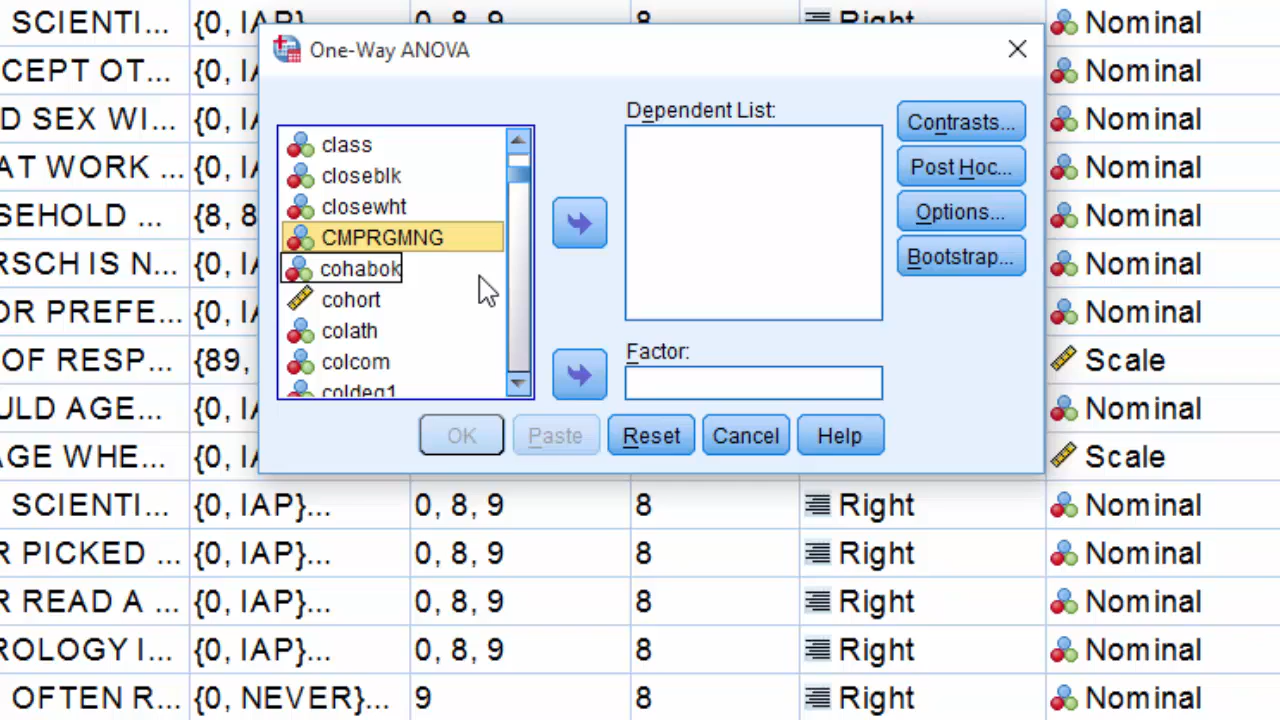 SCIENTI... {0, IAP} 0, 8, 9 8 Right Nominal
One-Way ANOVA
CEPT OT... {0, IA Nominal
Dependent List:
D SEX WI... {0, IA Contrasts... Nominal
class
AT WORK ... {0, IA closeblk Post Hoc... Nominal
SEHOLD ... {8, 8 closewht Options... Nominal
CMPRGMNG
RSCH IS N... {0, IA cohabok Bootstrap... Nominal
OR PREFE... {0, IA cohort Nominal
colath
Factor:
OF RESP... {89, colcom Scale
coldeg1
ULD AGE... {0, IA Nominal
OK Paste Reset Cancel Help
AGE WHE... {0, IA Scale
SCIENTI... {0, IAP}... 0, 8, 9 8 Right Nominal
R PICKED ... {0, IAP}... 0, 8, 9 8 Right Nominal
R READ A ... {0, IAP}... 0, 8, 9 8 Right Nominal
ROLOGY I... {0, IAP}... 0, 8, 9 8 Right Nominal
OFTEN R... {0, NEVER}... 9 8 Right Nominal